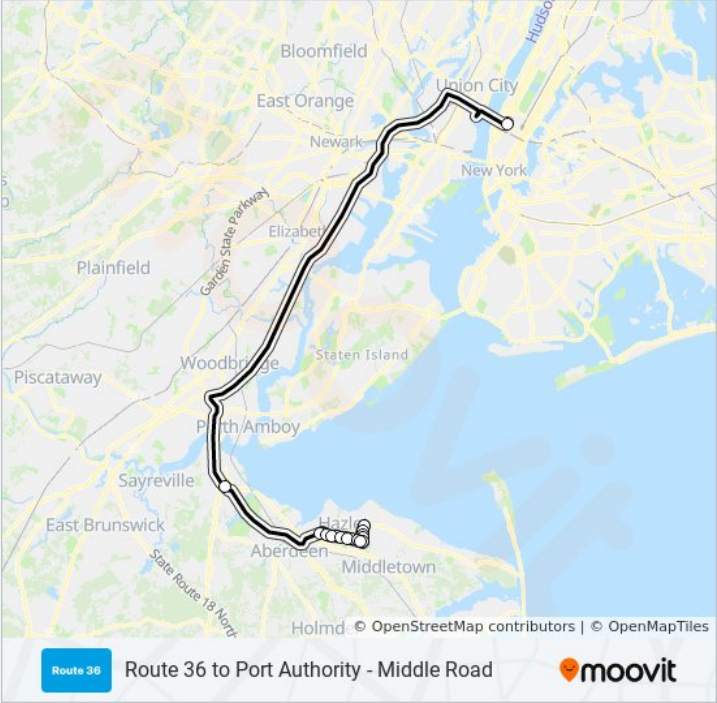 Hudso
Bloomfield
Union City
East Orange
Newark
New York
Garden State Parkway
Elizabeth
Plainfield
Staten Island
Woodbridge
Piscataway
Perth Amboy
Sayreville
East Brunswick
Hazle
Aberdeen
Middletown
State Route 18 North
Holmd
© OpenStreetMap contributors | © OpenMapTiles
Route 36
Route 36 to Port Authority - Middle Road
moovit